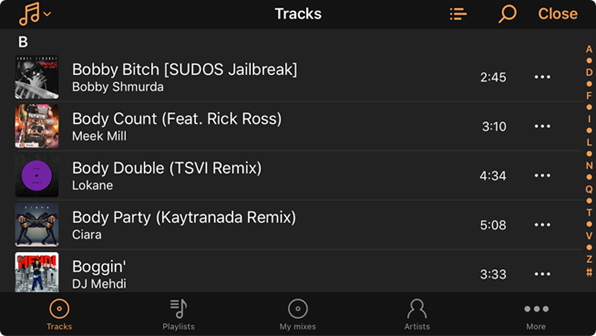 Tracks
Close
B
Bobby Bitch [SUDOS Jailbreak]
Bobby Shmurda
2:45
Body Count (Feat. Rick Ross)
Meek Mill
3:10
Body Double (TSVI Remix)
Lokane
4:34
Body Party (Kaytranada Remix)
Ciara
5:08
Boggin'
DJ Mehdi
3:33
A
D
F
I
L
N
Q
T
V
Z
#
MEHDI
Tracks
Playlists
My mixes
Artists
More